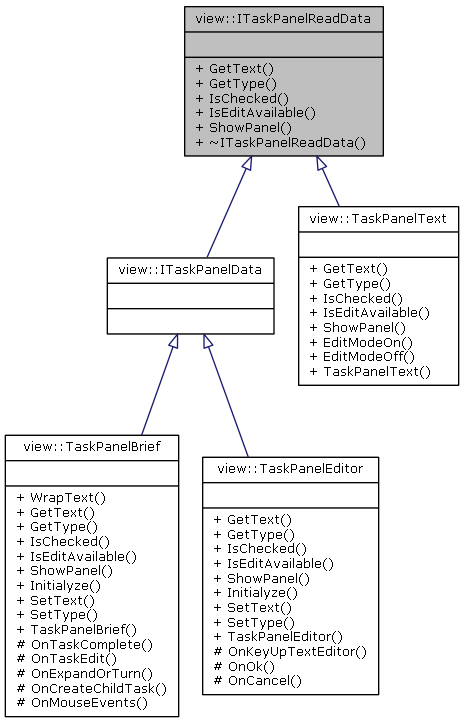 view::ITaskPanelReadData
+ GetText()
+ GetType()
+ IsChecked()
+ IsEditAvailable()
+ ShowPanel()
+ ~ITaskPanelReadData()
view::TaskPanelText
+ GetText()
+ GetType()
+ IsChecked()
+ IsEditAvailable()
+ ShowPanel()
+ EditModeOn()
+ EditModeOff()
+ TaskPanelText()
view::ITaskPanelData
view::TaskPanelBrief
+ WrapText()
+ GetText()
+ GetType()
+ IsChecked()
+ IsEditAvailable()
+ ShowPanel()
+ Initialyze()
+ SetText()
+ SetType()
+ TaskPanelBrief()
# OnTaskComplete()
# OnTaskEdit()
# OnExpandOrTurn()
# OnCreateChildTask()
# OnMouseEvents()
view::TaskPanelEditor
+ GetText()
+ GetType()
+ IsChecked()
+ IsEditAvailable()
+ ShowPanel()
+ Initialyze()
+ SetText()
+ SetType()
+ TaskPanelEditor()
# OnKeyUpTextEditor()
# OnOk()
# OnCancel()